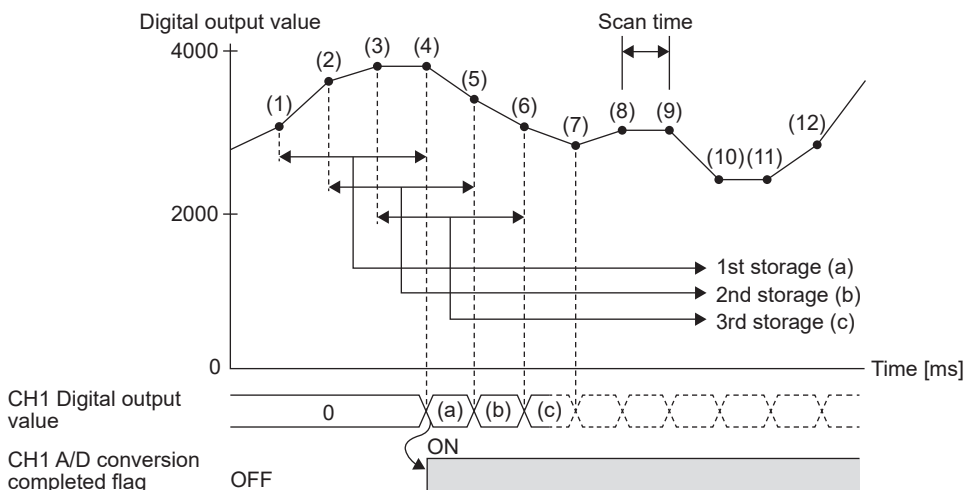 Digital output value
Scan time
4000
(1)
(2)
(3)
(4)
(5)
(6)
(7)
(8)
(9)
(10)
(11)
(12)
2000
1st storage (a)
2nd storage (b)
3rd storage (c)
0
Time [ms]
CH1 Digital output
value
0
(a)
(b)
(c)
ON
CH1 A/D conversion
completed flag
OFF